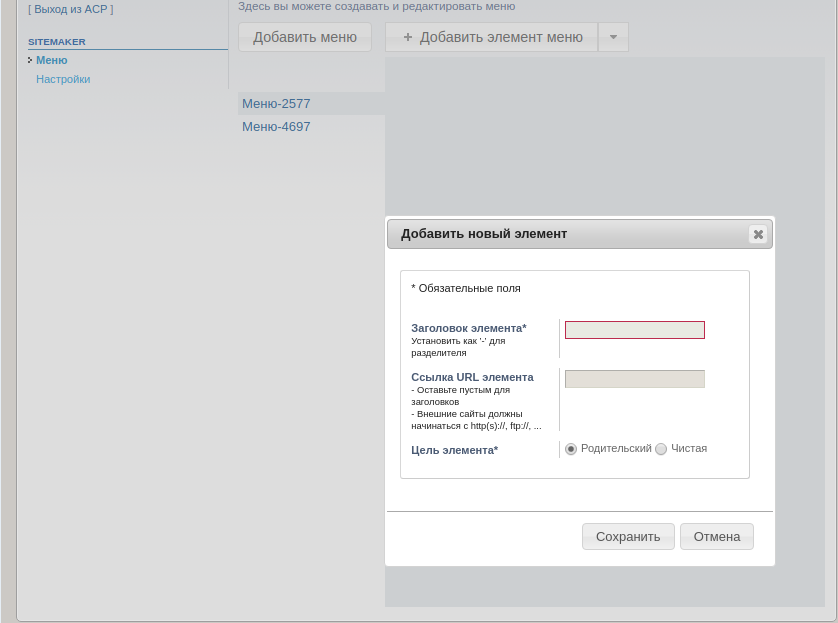 [ Выход из ACP ]
Здесь вы можете создавать и редактировать меню
SITEMAKER
Меню
Настройки
Добавить меню
+ Добавить элемент меню
Меню-2577
Меню-4697
Добавить новый элемент
* Обязательные поля
Заголовок элемента*
Установить как '-' для
разделителя
Ссылка URL элемента
- Оставьте пустым для
заголовков
- Внешние сайты должны
начинаться с http(s)://, ftp://, ...
Цель элемента*
Родительский Чистая
Сохранить Отмена